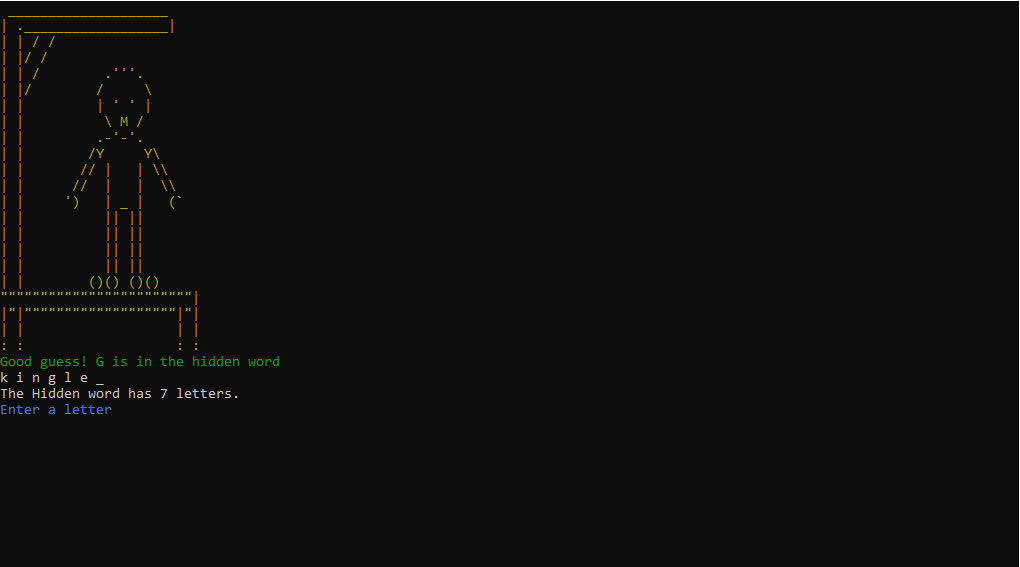 Good guess! G is in the hidden word
k i n g l e _
The Hidden word has 7 letters.
Enter a letter